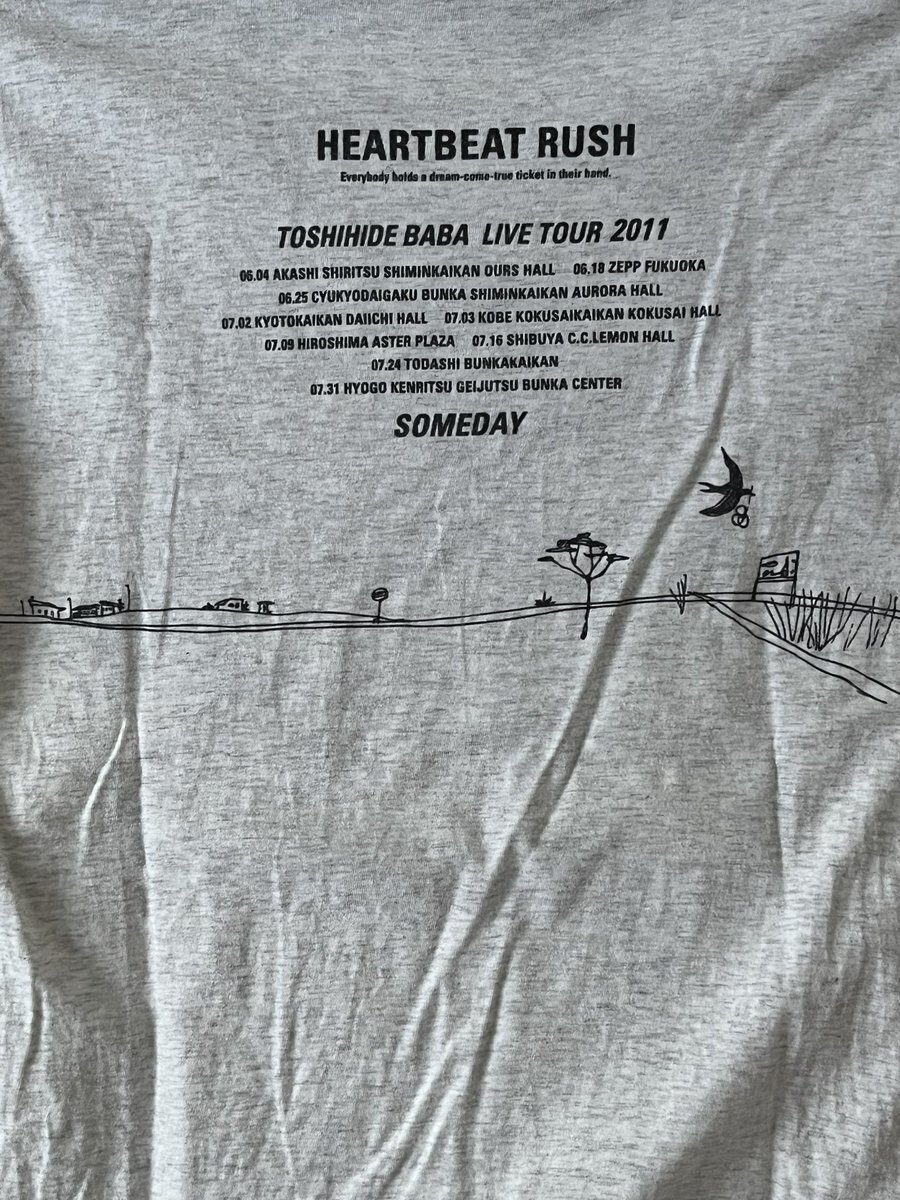 HEARTBEAT RUSH
Everybody holds a dream-come-true ticket in their hand.
TOSHIHIDE BABA LIVE TOUR 2011
06.04 AKASHI SHIRITSU SHIMINKAIKAN OURS HALL 06.18 ZEPP FUKUOKA
06.25 CYUKYODAIGAKU BUNKA SHIMINKAIKAN AURORA HALL
07.02 KYOTOKAIKAN DAIICHI HALL 07.03 KOBE KOKUSAIKAIKAN KOKUSAI HALL
07.09 HIROSHIMA ASTER PLAZA 07.16 SHIBUYA C.C.LEMON HALL
07.24 TODASHI BUNKAKAIKAN
07.31 HYOGO KENRITSU GEIJUTSU BUNKA CENTER
SOMEDAY